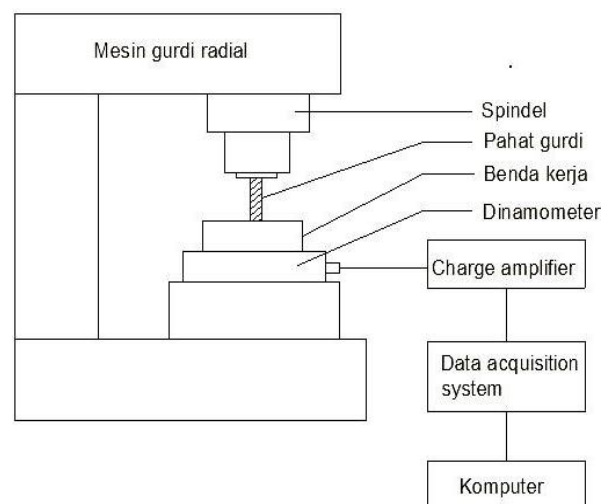 Mesin gurdi radial
Spindel
Pahat gurdi
Benda kerja
Dinamometer
Charge amplifier
Data acquisition
system
Komputer